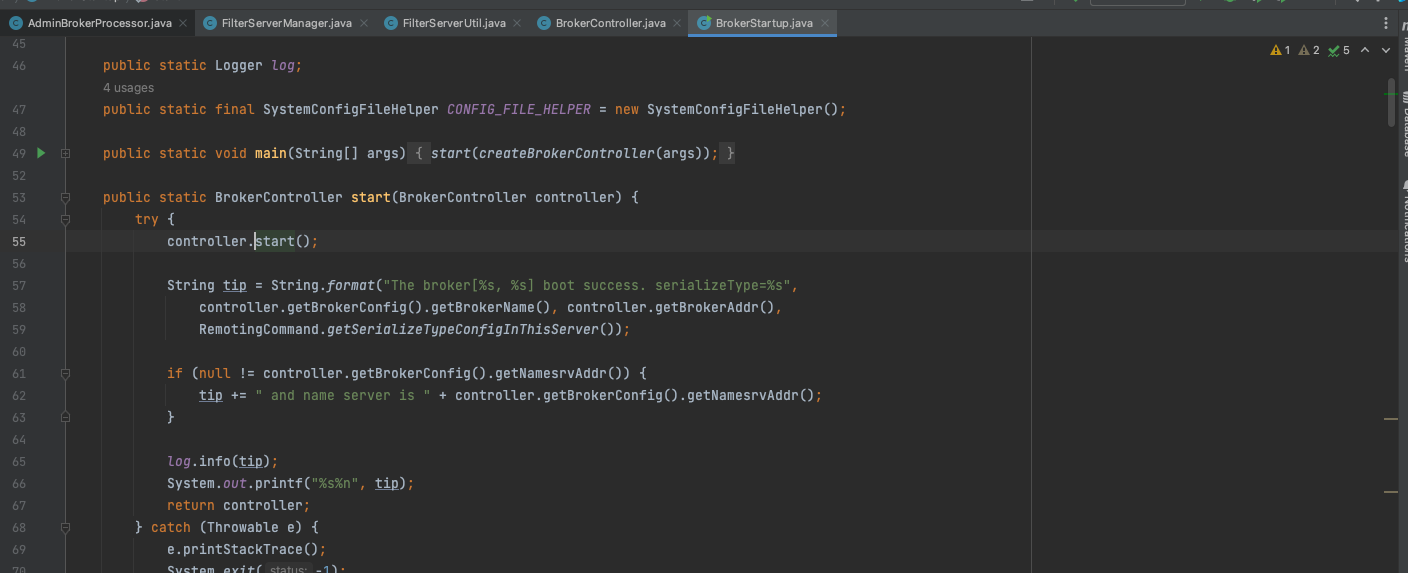 AdminBrokerProcessor.java FilterServerManager.java FilterServerUtil.java BrokerController.java BrokerStartup.java
45
1 2 5
46 public static Logger log;
4 usages
47 public static final SystemConfigFileHelper CONFIG_FILE_HELPER = new SystemConfigFileHelper();
48
49 public static void main(String[] args) { start(createBrokerController(args)); }
52
53 public static BrokerController start(BrokerController controller) {
54 try {
55 controller.start();
56
57 String tip = String.format("The broker[%s, %s] boot success. serializeType=%s",
58 controller.getBrokerConfig().getBrokerName(), controller.getBrokerAddr(),
59 RemotingCommand.getSerializeTypeConfigInThisServer());
60
61 if (null != controller.getBrokerConfig().getNamesrvAddr()) {
62 tip += " and name server is " + controller.getBrokerConfig().getNamesrvAddr();
63 }
64
65 log.info(tip);
66 System.out.printf("%s%n", tip);
67 return controller;
68 } catch (Throwable e) {
69 e.printStackTrace();
70 System.exit( status: -1);
Maven
Database
Notifications